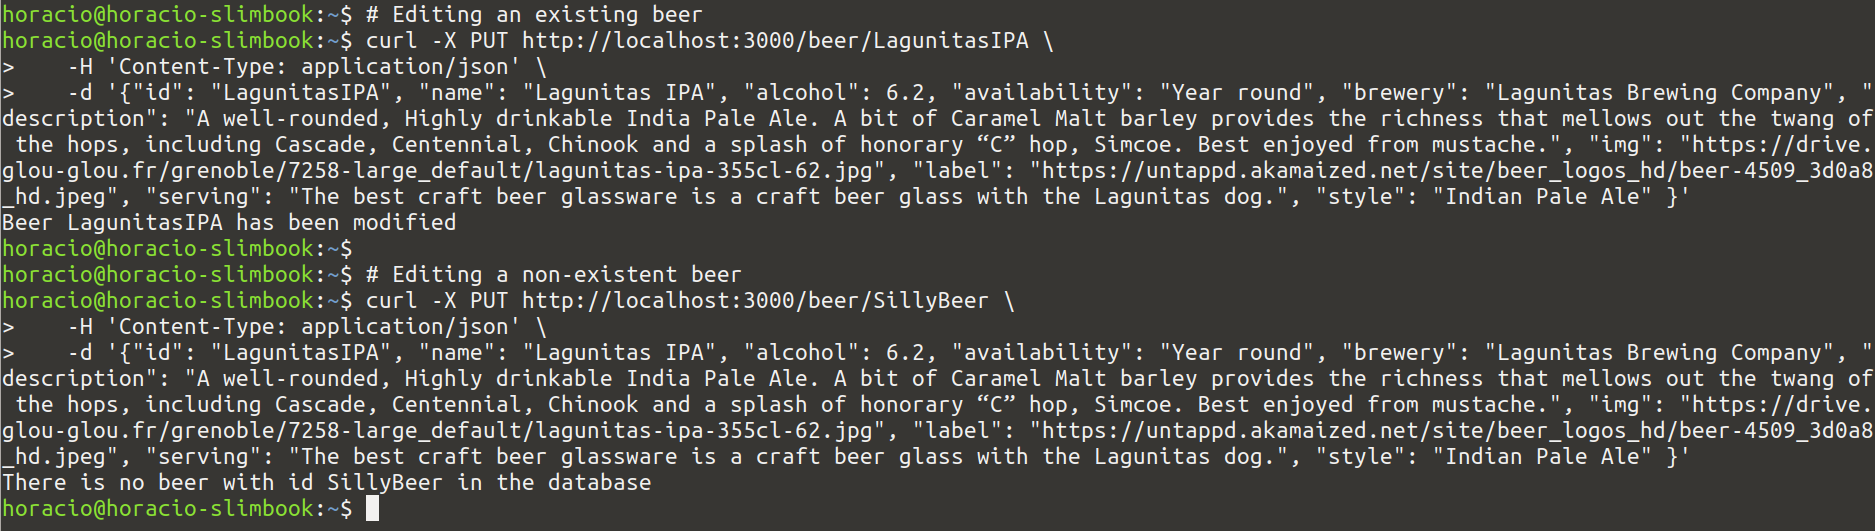 horacio@horacio-slimbook:~$ # Editing an existing beer
horacio@horacio-slimbook:~$ curl -X PUT http://localhost:3000/beer/LagunitasIPA \
>    -H 'Content-Type: application/json' \
>    -d '{"id": "LagunitasIPA", "name": "Lagunitas IPA", "alcohol": 6.2, "availability": "Year round", "brewery": "Lagunitas Brewing Company", "
description": "A well-rounded, Highly drinkable India Pale Ale. A bit of Caramel Malt barley provides the richness that mellows out the twang of
 the hops, including Cascade, Centennial, Chinook and a splash of honorary “C” hop, Simcoe. Best enjoyed from mustache.", "img": "https://drive.
glou-glou.fr/grenoble/7258-large_default/lagunitas-ipa-355cl-62.jpg", "label": "https://untappd.akamaized.net/site/beer_logos_hd/beer-4509_3d0a8
_hd.jpeg", "serving": "The best craft beer glassware is a craft beer glass with the Lagunitas dog.", "style": "Indian Pale Ale" }'
Beer LagunitasIPA has been modified
horacio@horacio-slimbook:~$
horacio@horacio-slimbook:~$ # Editing a non-existent beer
horacio@horacio-slimbook:~$ curl -X PUT http://localhost:3000/beer/SillyBeer \
>    -H 'Content-Type: application/json' \
>    -d '{"id": "LagunitasIPA", "name": "Lagunitas IPA", "alcohol": 6.2, "availability": "Year round", "brewery": "Lagunitas Brewing Company", "
description": "A well-rounded, Highly drinkable India Pale Ale. A bit of Caramel Malt barley provides the richness that mellows out the twang of
 the hops, including Cascade, Centennial, Chinook and a splash of honorary “C” hop, Simcoe. Best enjoyed from mustache.", "img": "https://drive.
glou-glou.fr/grenoble/7258-large_default/lagunitas-ipa-355cl-62.jpg", "label": "https://untappd.akamaized.net/site/beer_logos_hd/beer-4509_3d0a8
_hd.jpeg", "serving": "The best craft beer glassware is a craft beer glass with the Lagunitas dog.", "style": "Indian Pale Ale" }'
There is no beer with id SillyBeer in the database
horacio@horacio-slimbook:~$